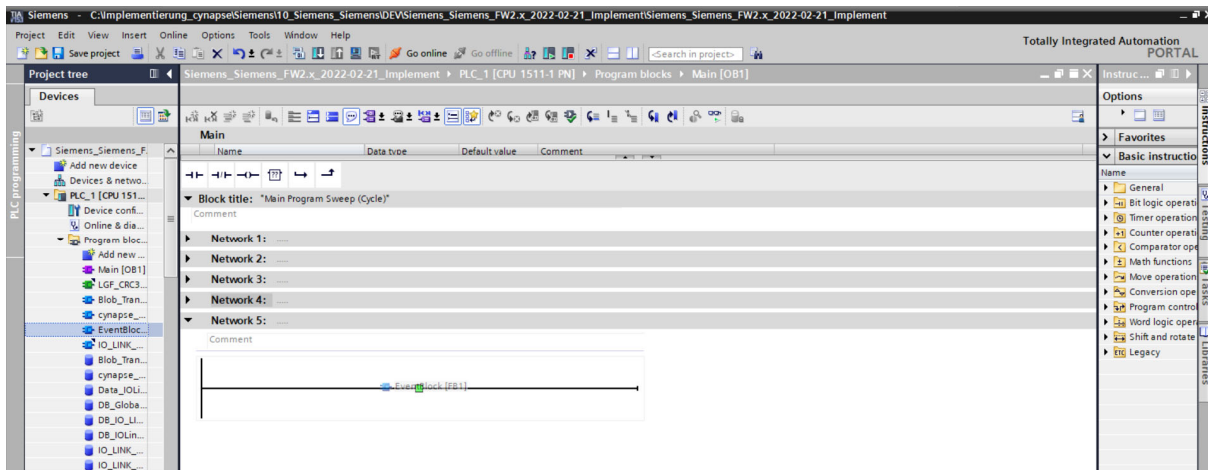 Siemens - C:\Implementierung_cynapse\Siemens\10_Siemens_Siemens\DEV\Siemens_Siemens_FW2.x_2022-02-21_Implement\Siemens_Siemens_FW2.x_2022-02-21_Implement
Project Edit View Insert Online Options Tools Window Help
Totally Integrated Automation
PORTAL
Save project Go online Go offline <Search in project>
Project tree
Siemens_Siemens_FW2.x_2022-02-21_Implement PLC_1 [CPU 1511-1 PN] Program blocks Main [OB1]
Instruc...
Devices
Options
Main
Name Data type Default value Comment
Favorites
Basic instructio
Name
General
Bit logic operati
Timer operation
Counter operati
Comparator ope
Math functions
Move operation
Conversion ope
Program control
Word logic oper
Shift and rotate
Legacy
PLC programming
Siemens_Siemens_F.
Add new device
Devices & netwo...
PLC_1 [CPU 151...
Device confi...
Online & dia...
Program bloc...
Add new ...
Main [OB1]
LGF_CRC3...
Blob_Tran...
cynapse_...
EventBloc...
IO_LINK_...
Blob_Tran...
cynapse_...
Data_IOLi...
DB_Globa...
DB_IO_LI...
DB_IOLin...
IO_LINK_...
IO_LINK_...
Block title: "Main Program Sweep (Cycle)"
Comment
Network 1: .....
Network 2: .....
Network 3: .....
Network 4: .....
Network 5: .....
Comment
EventBlock [FB1]
Instructions
Testing
Tasks
Libraries